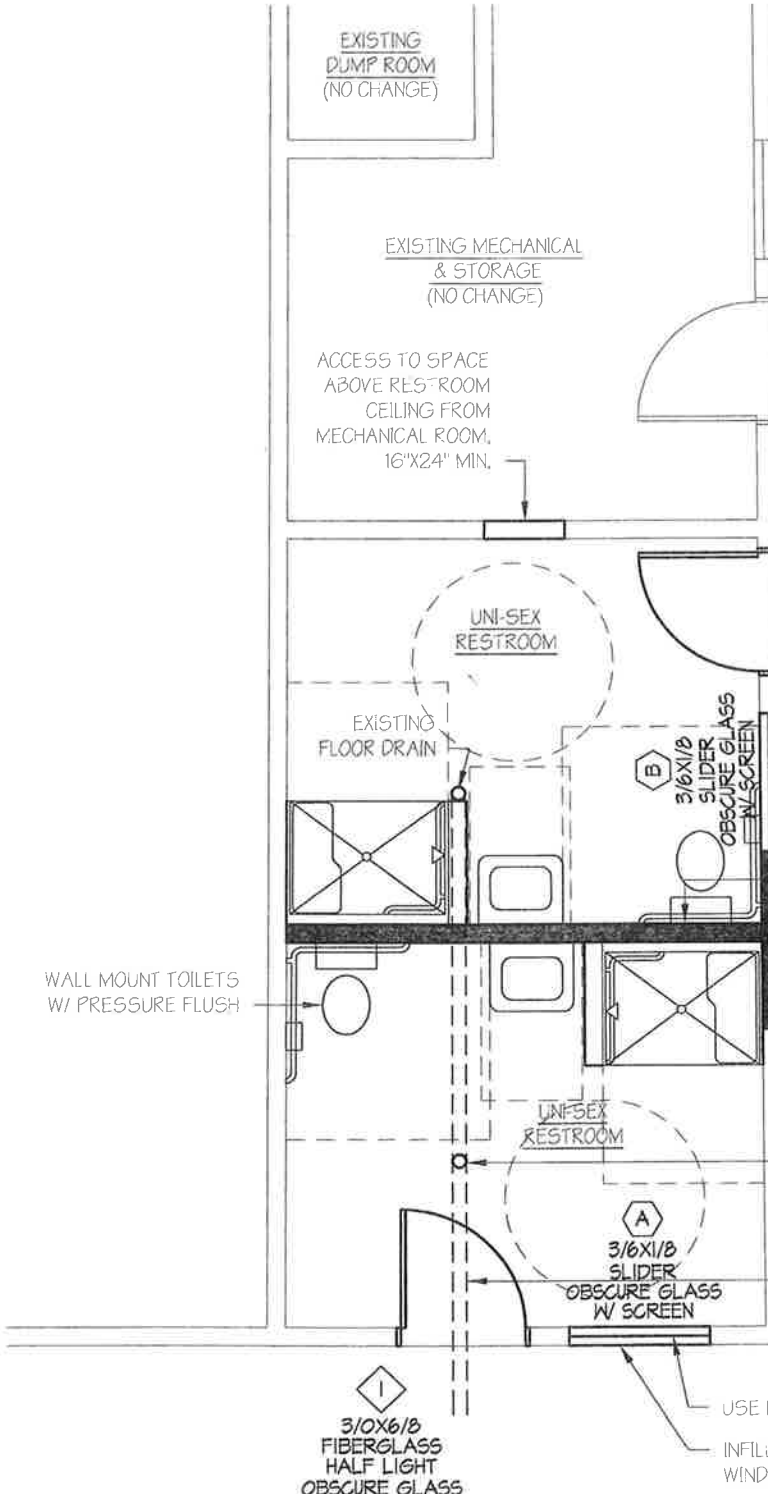 EXISTING
DUMP ROOM
(NO CHANGE)
EXISTING MECHANICAL
& STORAGE
(NO CHANGE)
ACCESS TO SPACE
ABOVE RESTROOM
CEILING FROM
MECHANICAL ROOM.
16"X24" MIN.
UNI-SEX
RESTROOM
EXISTING
FLOOR DRAIN
B
3/6X1/8
SLIDER
OBSCURE GLASS
W/ SCREEN
WALL MOUNT TOILETS
W/ PRESSURE FLUSH
UNI-SEX
RESTROOM
A
3/6X1/8
SLIDER
OBSCURE GLASS
W/ SCREEN
1
3/0X6/8
FIBERGLASS
HALF LIGHT
OBSCURE GLASS
USE